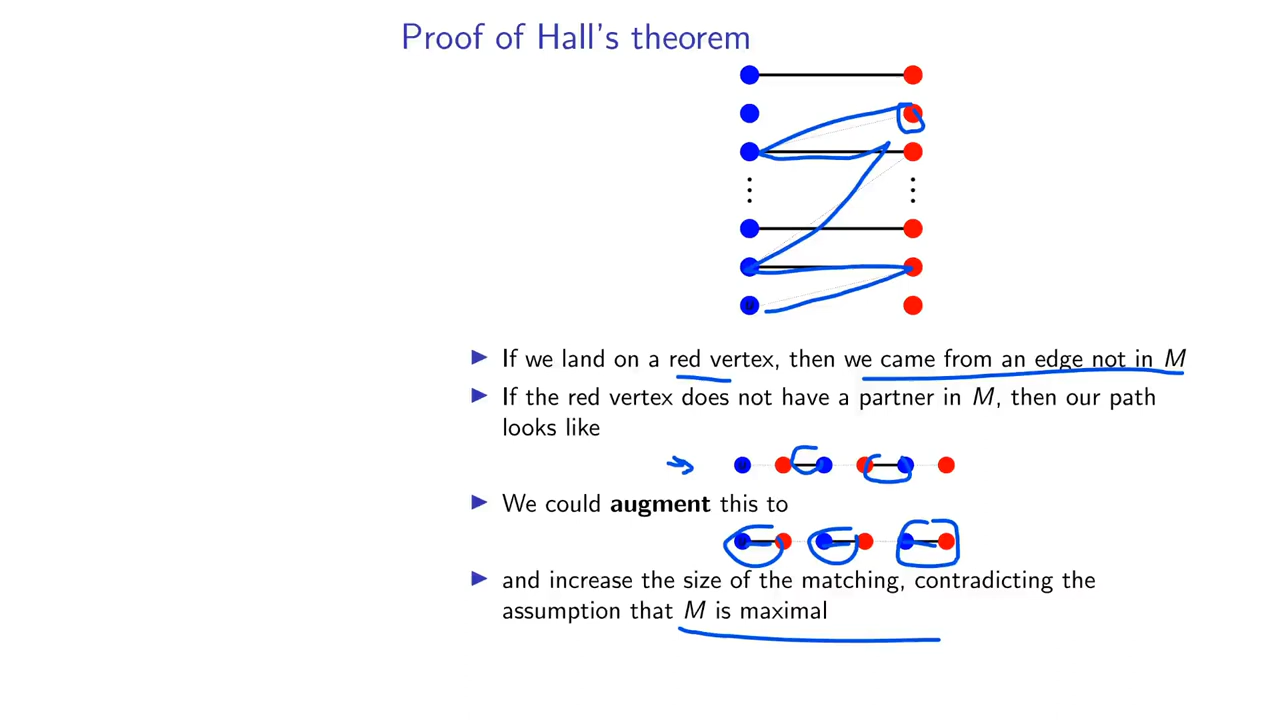 Proof of Hall's theorem
If we land on a red vertex, then we came from an edge not in M
If the red vertex does not have a partner in M, then our path
looks like
We could augment this to
and increase the size of the matching, contradicting the
assumption that M is maximal